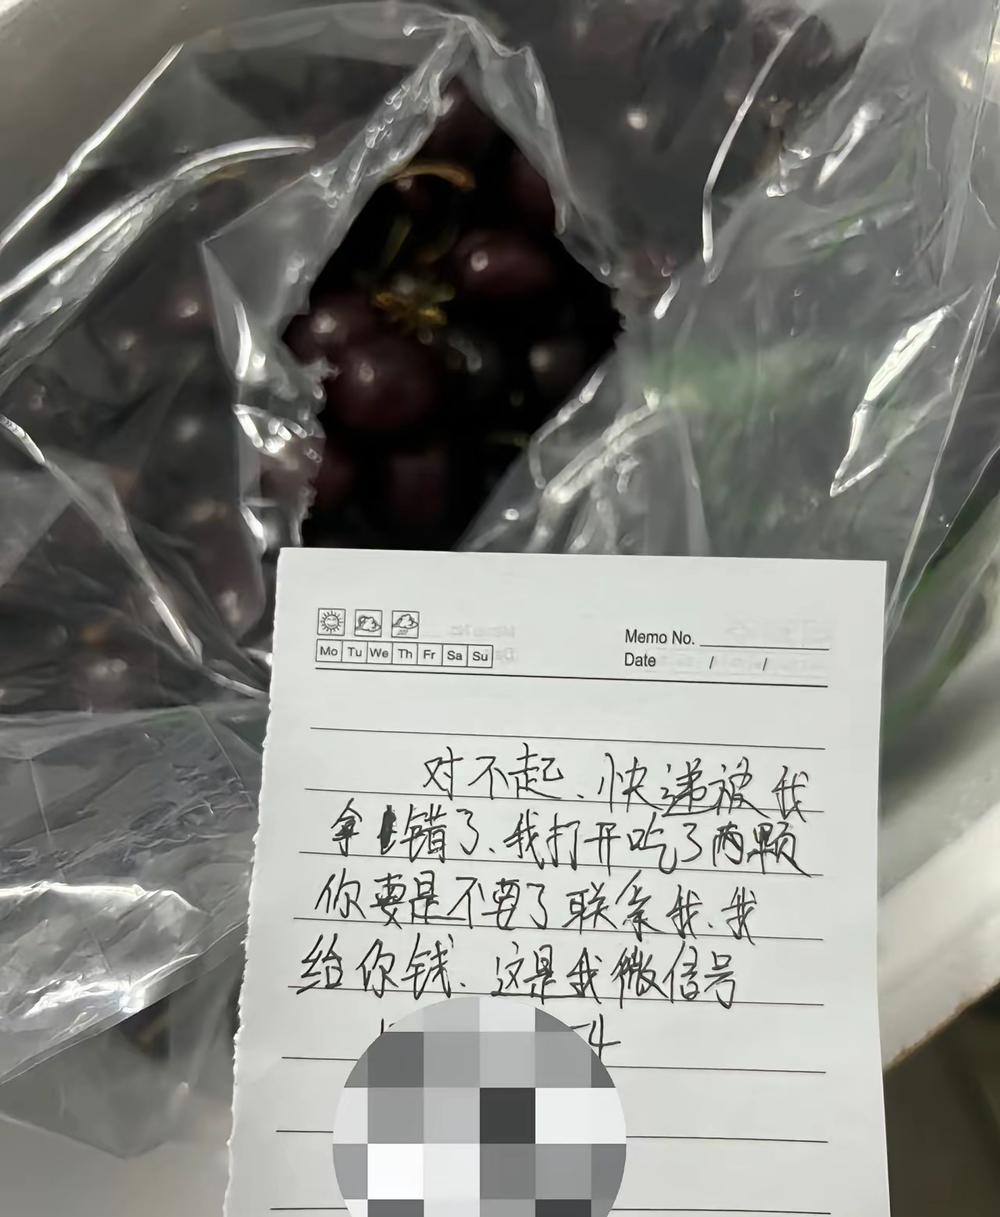 Memo No.
Mo Tu We Th Fr Sa Su
Date / /
对不起、快递被我
拿错了、我打开吃了两颗
你要是不要了联系我、我
给你钱、这是我微信号